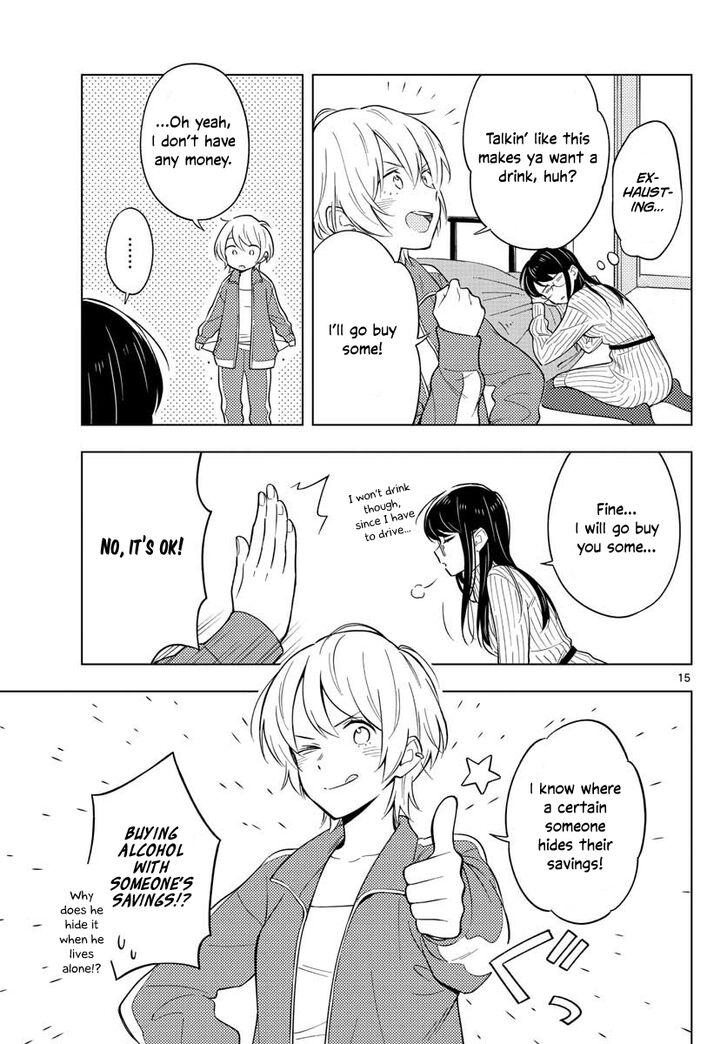 EX-
HAUST-
ING...
Talkin' like this
makes ya want a
drink, huh?
I'll go buy
some!
...Oh yeah,
I don't have
any money.
......
Fine...
I will go buy
you some...
I won't drink
though,
since I have
to drive...
NO, IT'S OK!
15
I know where
a certain
someone
hides their
savings!
グッ
BUYING
ALCOHOL
WITH
SOMEONE'S
SAVINGS!?
Why
does he
hide it
when he
lives
alone!?